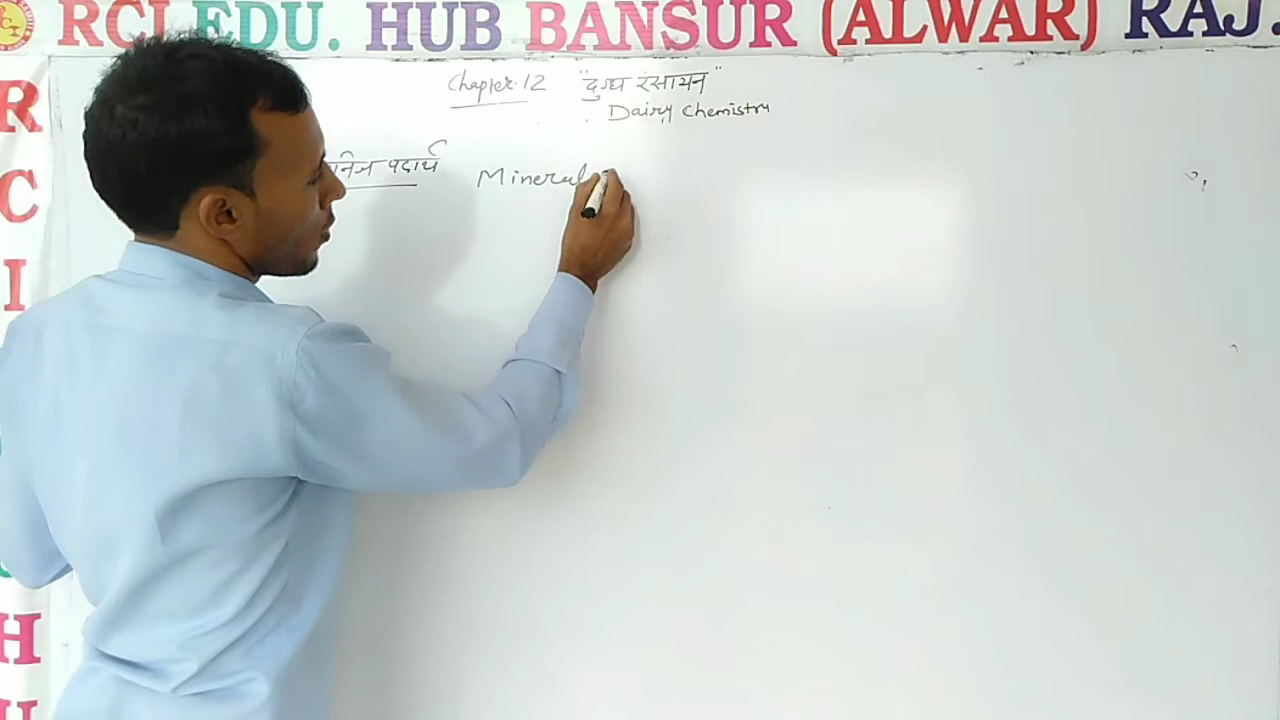 RCI EDU. HUB BANSUR (ALWAR) RAJ.
Chapter-12 "दुग्ध रसायन"
Dairy Chemistry
पदार्थ Mineral
R
C
I
H
U